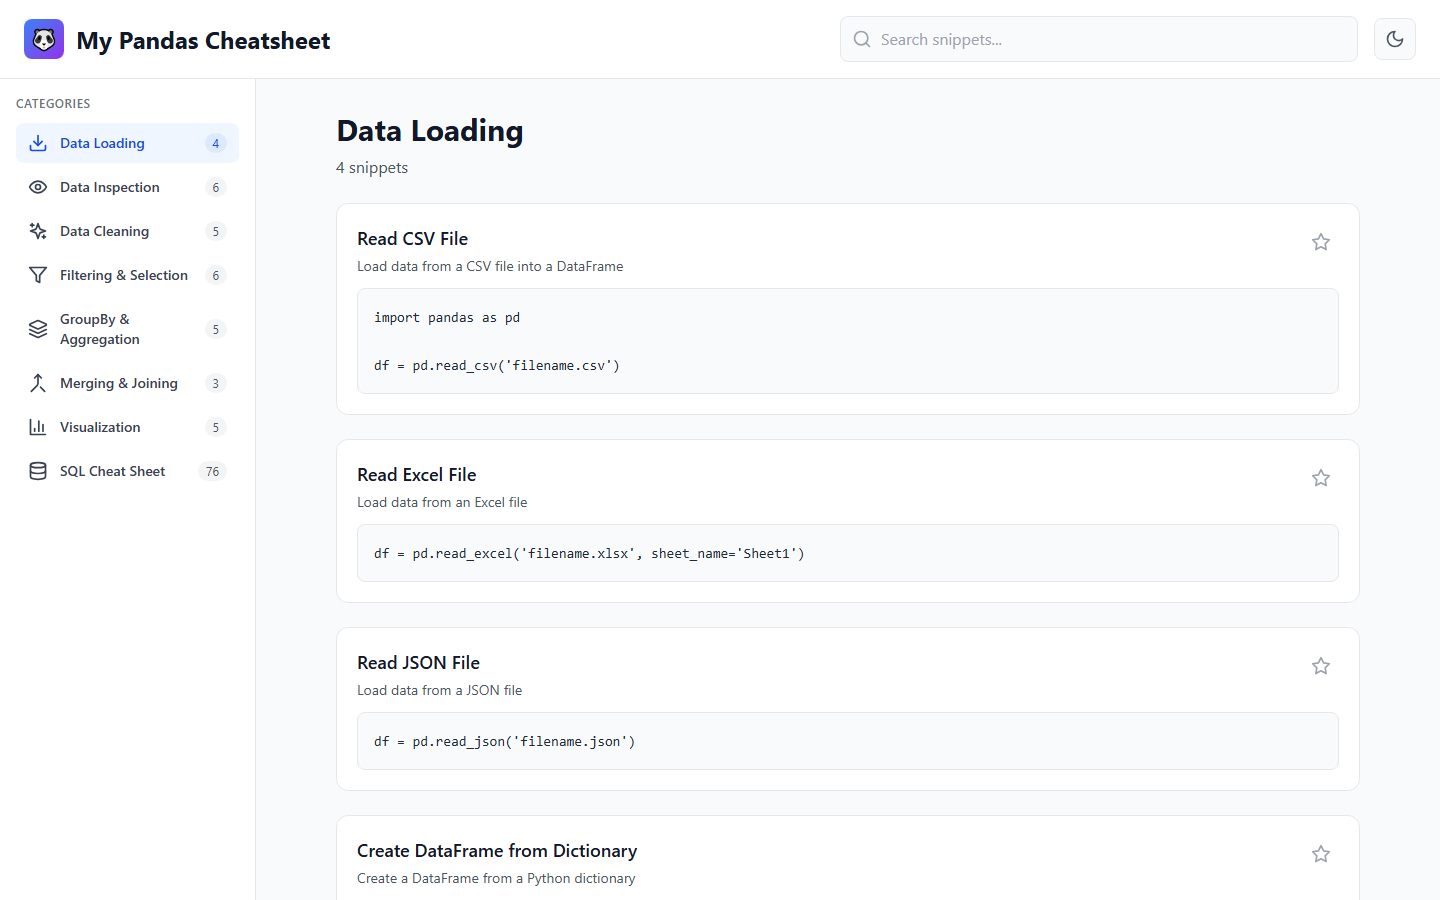 My Pandas Cheatsheet
Search snippets...
CATEGORIES
Data Loading 4
Data Inspection 6
Data Cleaning 5
Filtering & Selection 6
GroupBy &
Aggregation 5
Merging & Joining 3
Visualization 5
SQL Cheat Sheet 76
Data Loading
4 snippets
Read CSV File
Load data from a CSV file into a DataFrame
import pandas as pd
df = pd.read_csv('filename.csv')
Read Excel File
Load data from an Excel file
df = pd.read_excel('filename.xlsx', sheet_name='Sheet1')
Read JSON File
Load data from a JSON file
df = pd.read_json('filename.json')
Create DataFrame from Dictionary
Create a DataFrame from a Python dictionary